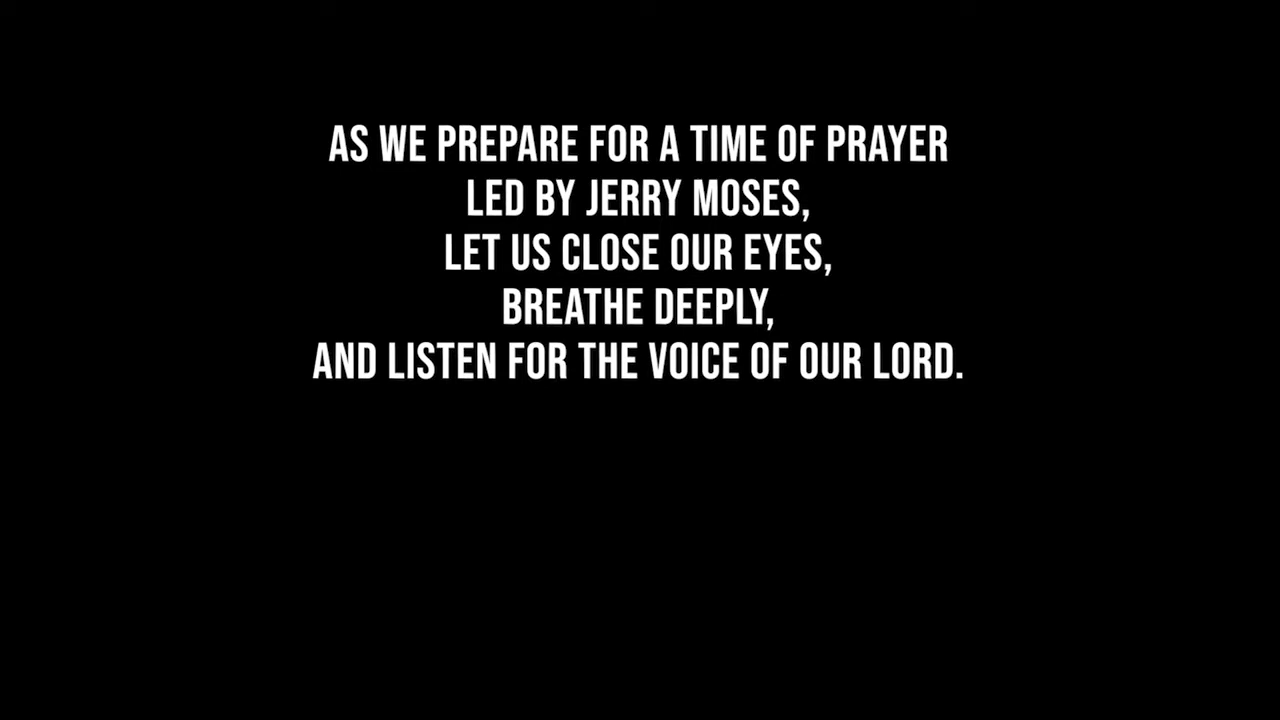 AS WE PREPARE FOR A TIME OF PRAYER
LED BY JERRY MOSES,
LET US CLOSE OUR EYES,
BREATHE DEEPLY,
AND LISTEN FOR THE VOICE OF OUR LORD.